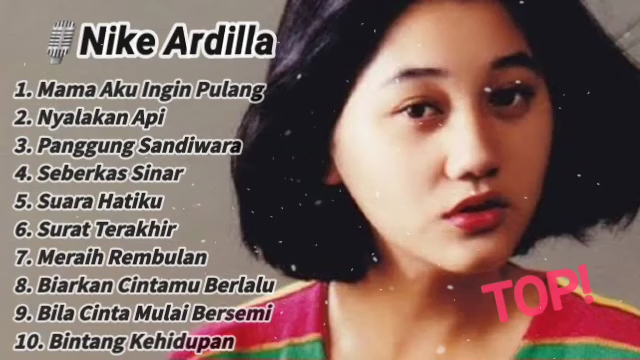 Nike Ardilla
1. Mama Aku Ingin Pulang
2. Nyalakan Api
3. Panggung Sandiwara
4. Seberkas Sinar
5. Suara Hatiku
6. Surat Terakhir
7. Meraih Rembulan
8. Biarkan Cintamu Berlalu
9. Bila Cinta Mulai Bersemi
10. Bintang Kehidupan
TOP!